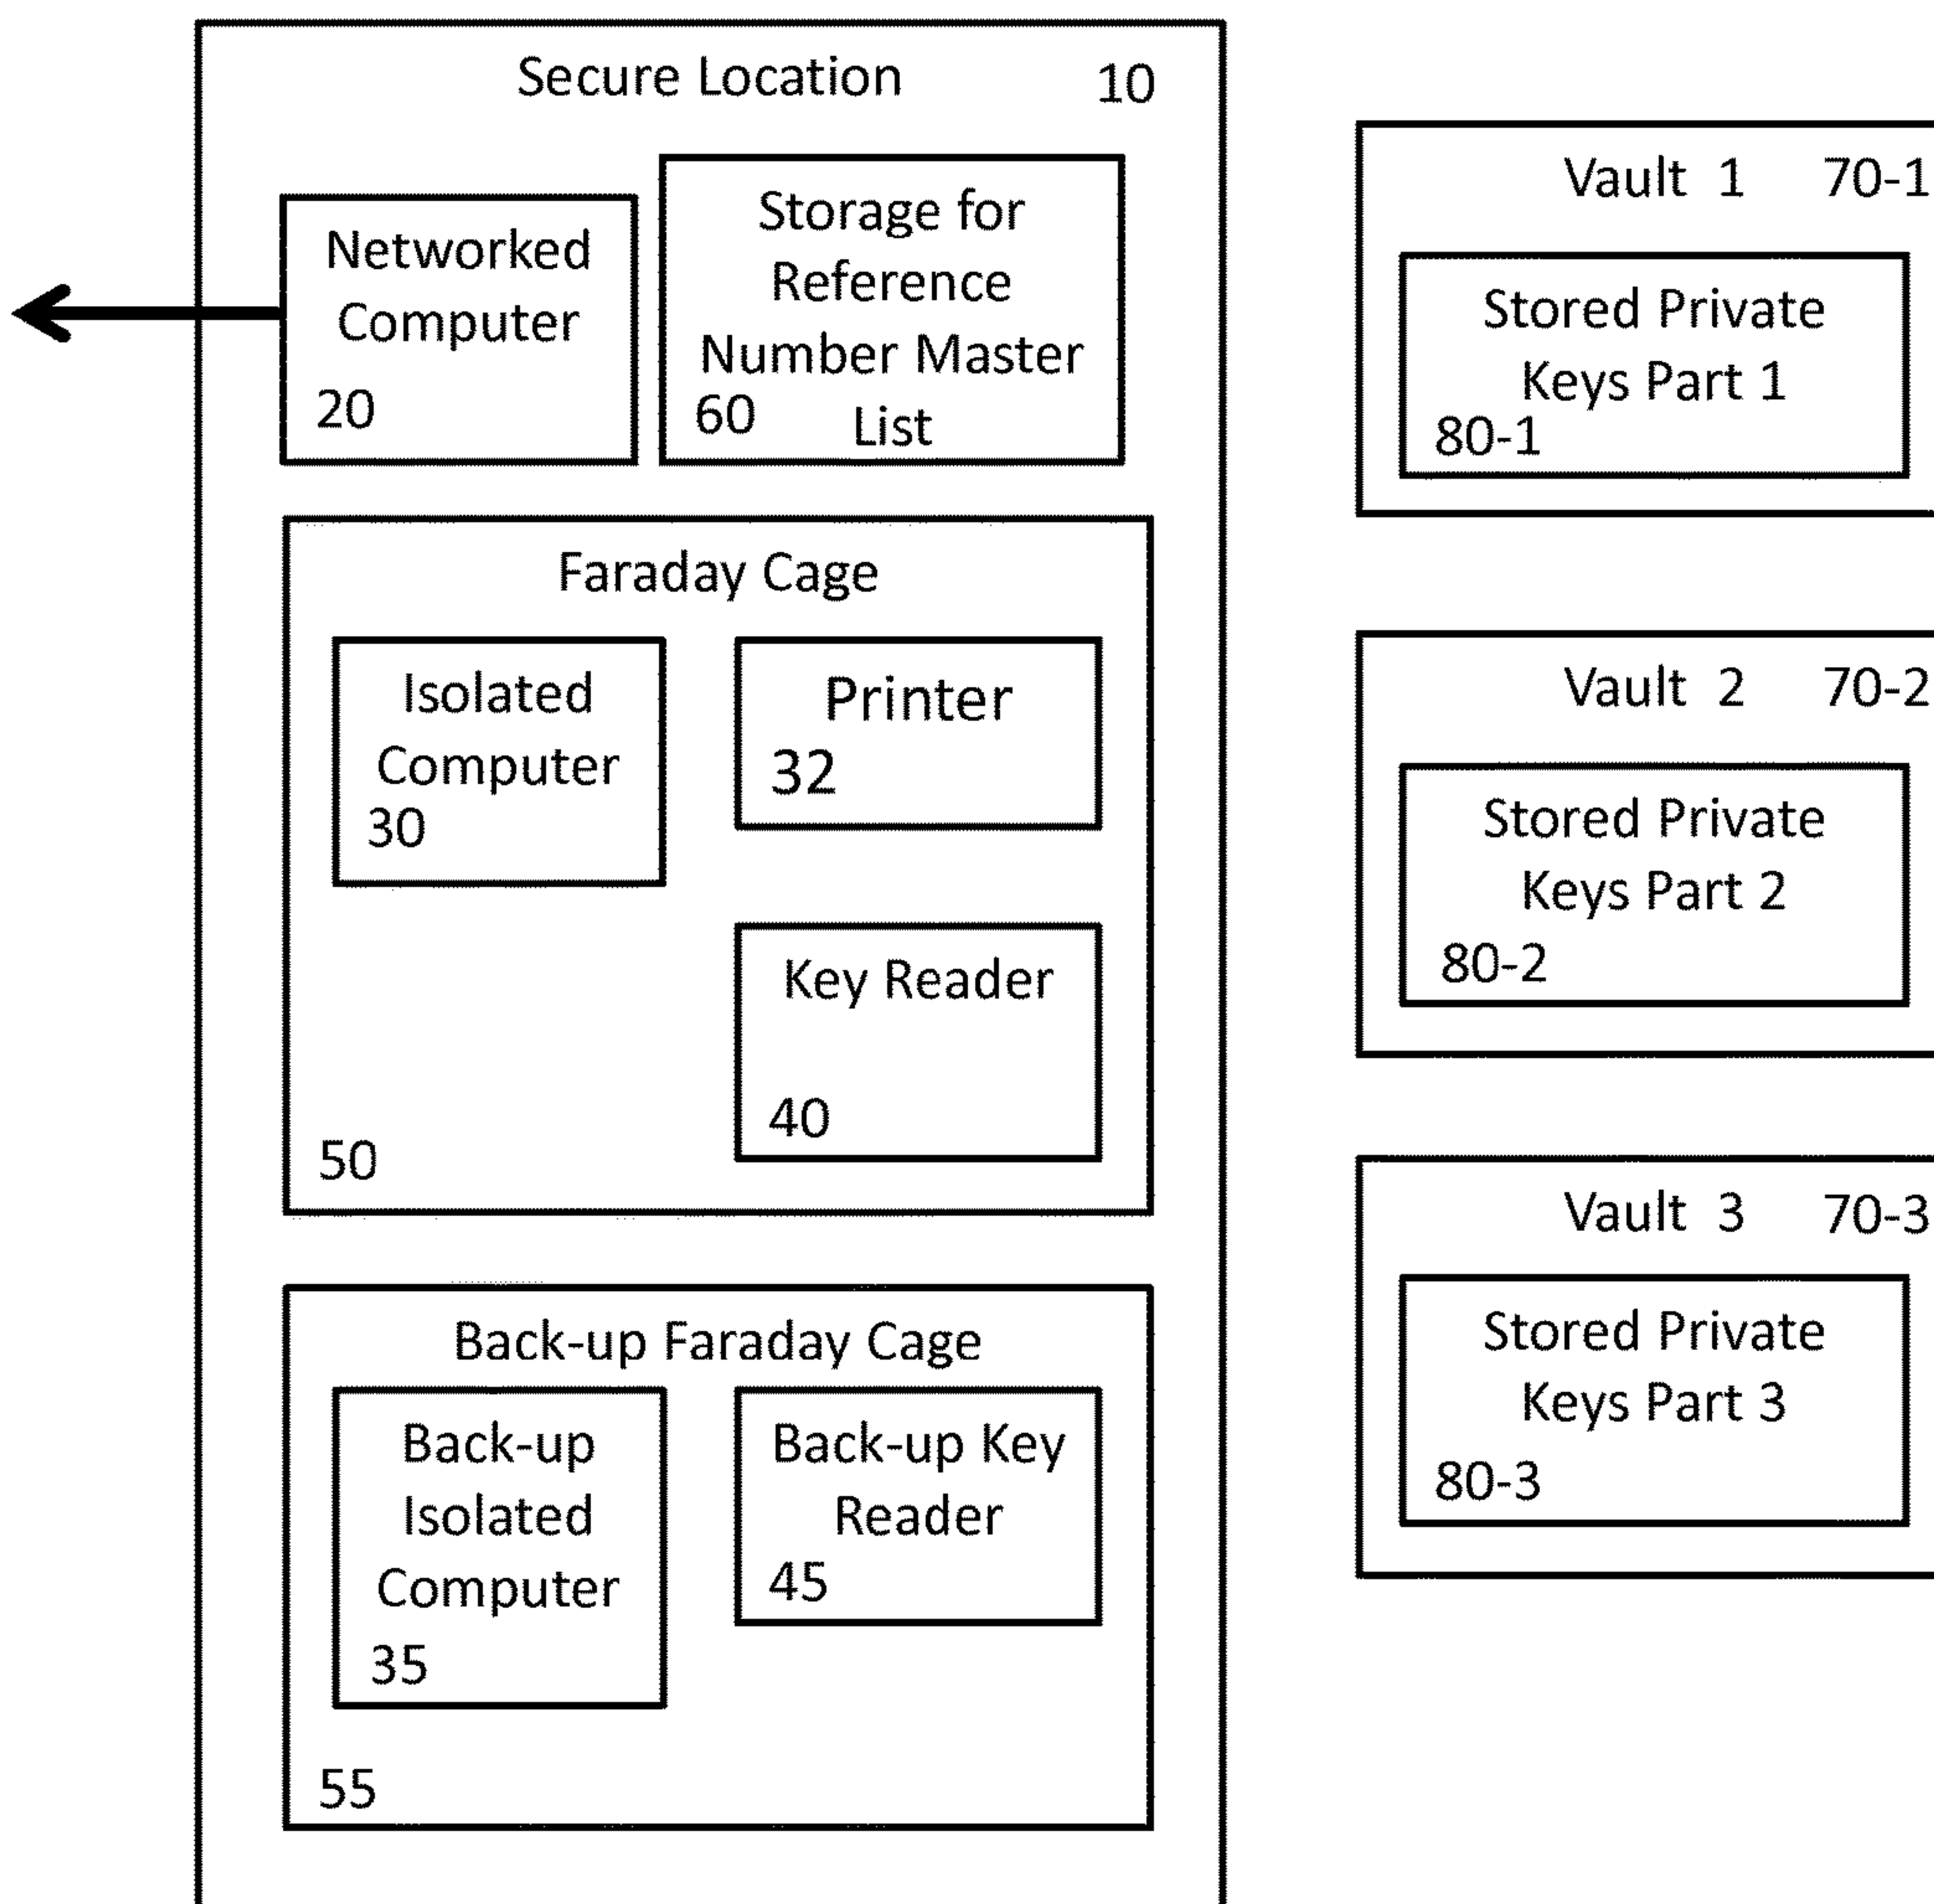 Secure Location 10
Networked
Computer
20
Storage for
Reference
Number Master
List
60
Faraday Cage
Isolated
Computer
30
Printer
32
Key Reader
40
50
Back-up Faraday Cage
Back-up
Isolated
Computer
35
Back-up Key
Reader
45
55
Vault 1 70-1
Stored Private
Keys Part 1
80-1
Vault 2 70-2
Stored Private
Keys Part 2
80-2
Vault 3 70-3
Stored Private
Keys Part 3
80-3